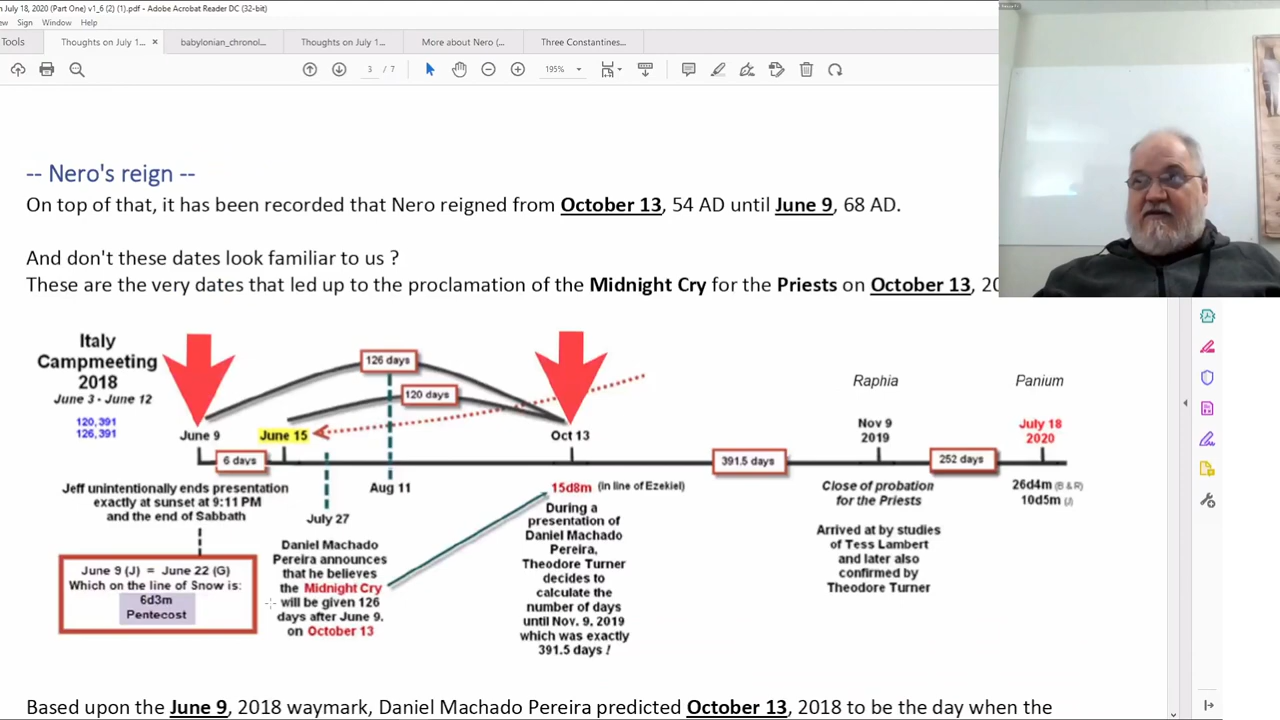 n July 18, 2020 (Part One) v1_6 (2) (1).pdf - Adobe Acrobat Reader DC (32-bit)
Sign Window Help
Tools Thoughts on July 1... × babylonian_chronol... Thoughts on July 1... More about Nero (... Three Constantines...
3 / 7 195%
-- Nero's reign --
On top of that, it has been recorded that Nero reigned from October 13, 54 AD until June 9, 68 AD.
And don't these dates look familiar to us ?
These are the very dates that led up to the proclamation of the Midnight Cry for the Priests on October 13,
Italy
Campmeeting
2018
June 3 - June 12
120,391
126,391
126 days
120 days
Raphia
Panium
June 9
June 15
Oct 13
Nov 9
2019
July 18
2020
6 days
391.5 days
252 days
Jeff unintentionally ends presentation
exactly at sunset at 9:11 PM
and the end of Sabbath
Aug 11
July 27
15d8m (in line of Ezekiel)
Close of probation
for the Priests
26d4m (B & R)
10d5m (J)
June 9 (J) = June 22 (G)
Which on the line of Snow is:
6d3m
Pentecost
Daniel Machado
Pereira announces
that he believes
the Midnight Cry
will be given 126
days after June 9.
on October 13
During a
presentation of
Daniel Machado
Pereira,
Theodore Turner
decides to
calculate the
number of days
until Nov. 9, 2019
which was exactly
391.5 days !
Arrived at by studies
of Tess Lambert
and later also
confirmed by
Theodore Turner
Based upon the June 9, 2018 waymark, Daniel Machado Pereira predicted October 13, 2018 to be the day when the